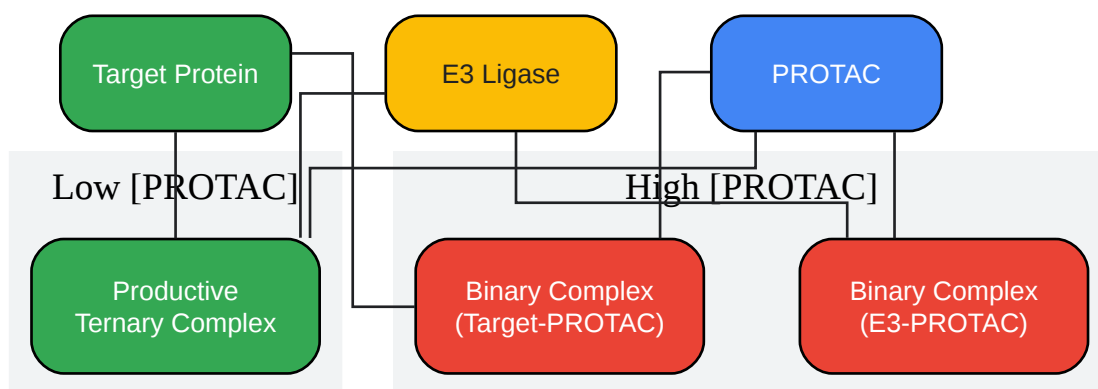 Target Protein
E3 Ligase
PROTAC
Low [PROTAC]
High [PROTAC]
Productive
Ternary Complex
Binary Complex
(Target-PROTAC)
Binary Complex
(E3-PROTAC)